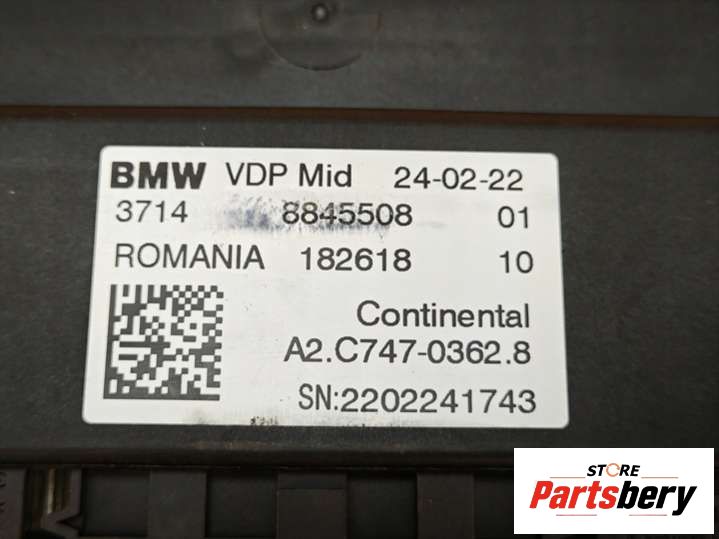 BMW VDP Mid 24-02-22
3714 8845508 01
ROMANIA 182618 10
Continental
A2.C747-0362.8
SN:2202241743
STORE
Partsbery